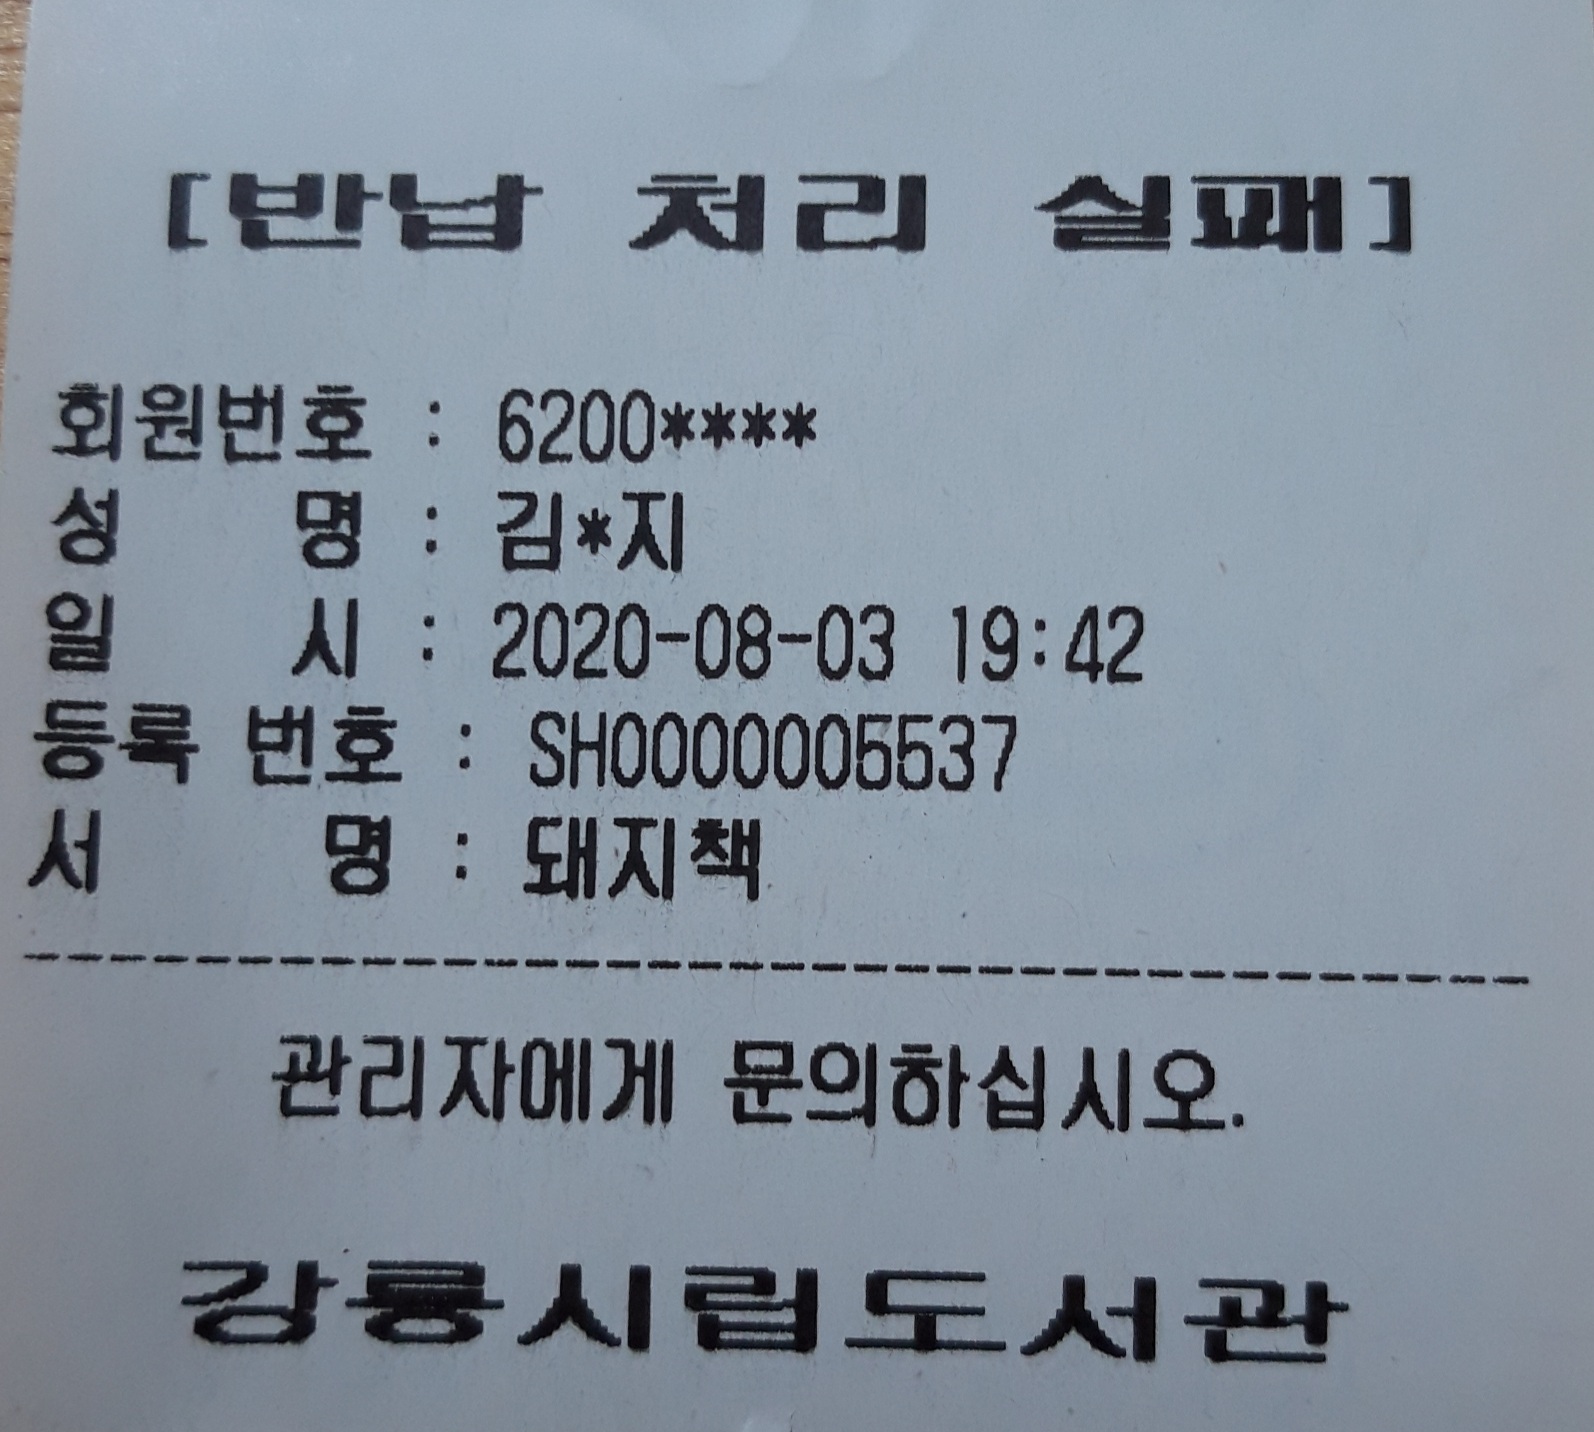 [반납 처리 실패]
회원번호 : 6200****
성 명 : 김*지
일 시 : 2020-08-03 19:42
등록 번호 : SH0000005537
서 명 : 돼지책
관리자에게 문의하십시오.
강릉시립도서관